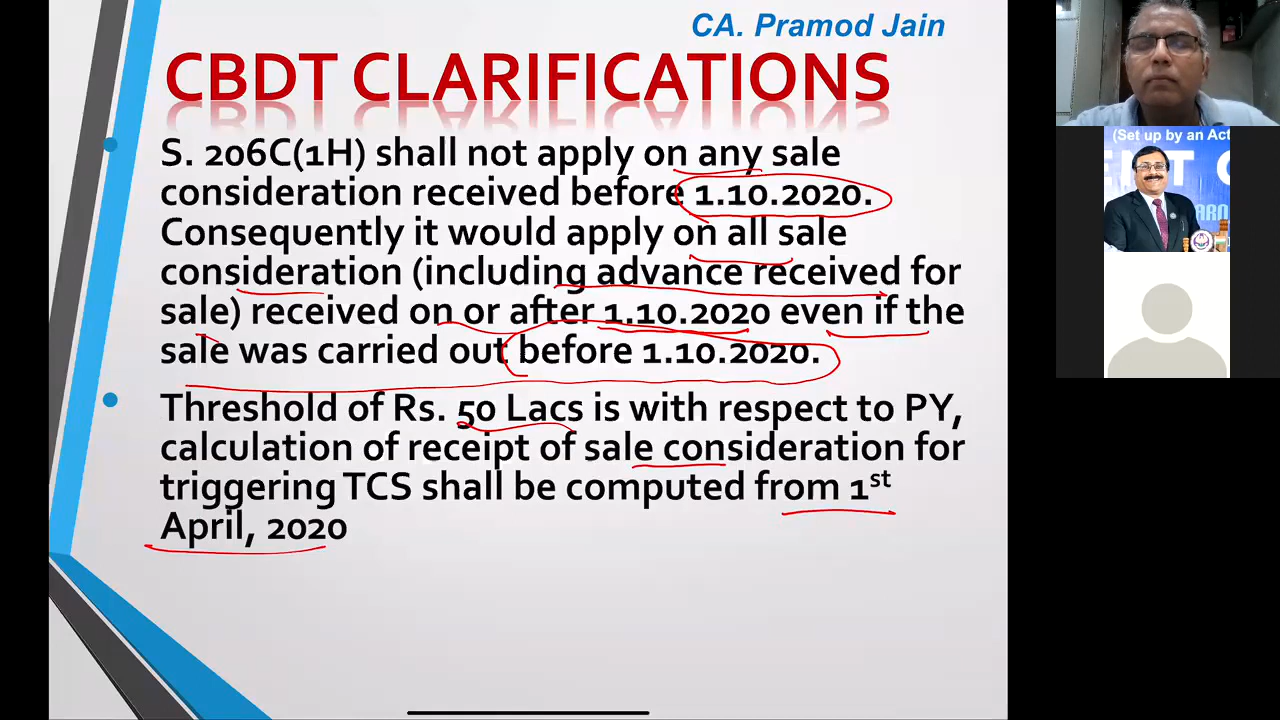 CA. Pramod Jain
CBDT CLARIFICATIONS
S. 206C(1H) shall not apply on any sale
consideration received before 1.10.2020.
Consequently it would apply on all sale
consideration (including advance received for
sale) received on or after 1.10.2020 even if the
sale was carried out before 1.10.2020.
Threshold of Rs. 50 Lacs is with respect to PY,
calculation of receipt of sale consideration for
triggering TCS shall be computed from 1st
April, 2020
(Set up by an Act